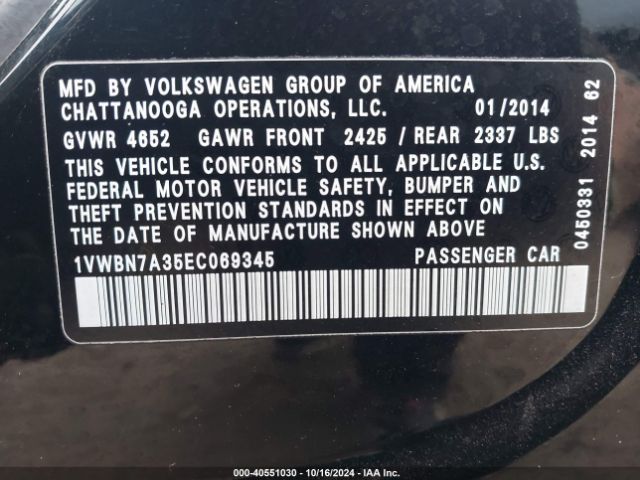 MFD BY VOLKSWAGEN GROUP OF AMERICA
CHATTANOOGA OPERATIONS, LLC. 01/2014
GVWR 4652 GAWR FRONT 2425 / REAR 2337 LBS
THIS VEHICLE CONFORMS TO ALL APPLICABLE U.S.
FEDERAL MOTOR VEHICLE SAFETY, BUMPER AND
THEFT PREVENTION STANDARDS IN EFFECT ON
THE DATE OF MANUFACTURE SHOWN ABOVE
1VWBN7A35EC069345 PASSENGER CAR
0450331 2014 62
000-40551030 - 10/16/2024 - IAA Inc.